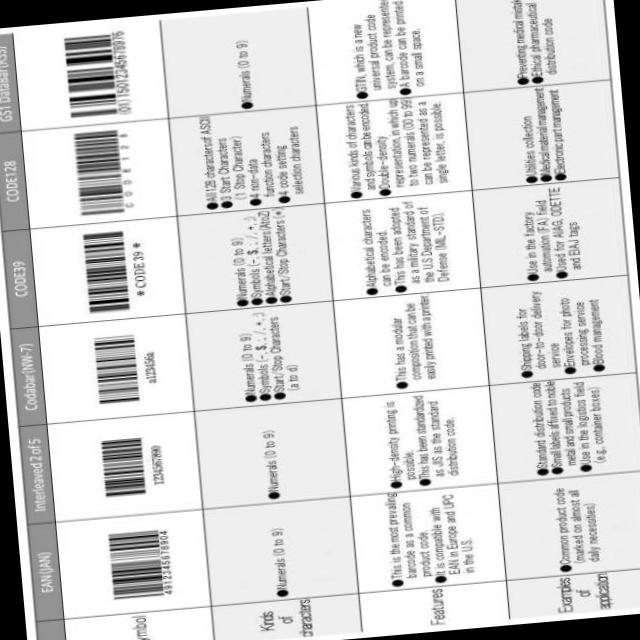 EAN(JAN)
Interleaved 2 of 5
Codabar(NW-7)
CODE39
CODE128
GS1 Databar(RSS)
ymbol
4912345678904
1234567890
a123456a
* CODE 39 *
CODE128
(01)15012345678976
Kinds
of
characters
●Numerals (0 to 9)
●Numerals (0 to 9)
●Numerals (0 to 9)
●Symbols (-, $, :, /, +, .)
●Start/Stop Characters
(a to d)
●Numerals (0 to 9)
●Symbols
●Alphabetical letters (AtoZ)
●Start/Stop Characters (*)
●All 128 characters of ASCII
●3 Start Characters
(1 Stop Character)
●4 non-data
function characters
●4 code setting
selection characters
●Numerals (0 to 9)
Features
●This is the most prevailing
barcode as a common
product code.
●It is compatible with
EAN in Europe and UPC
in the U.S.
●High-density printing is
possible.
●This has been standardized
as JIS as the standard
distribution code.
●This has a modular
composition that can be
easily printed with a printer.
●Alphabetical characters
can be encoded.
●This has been adopted
as a military standard of
the U.S Department of
Defense (MIL-STD).
●Various kinds of characters
and symbols can be encoded.
●Double-density
representation, in which up
to two numerals (00 to 99)
can be represented as a
single letter, is possible.
●GTIN, which is a new
universal product code
system, can be represented
●A barcode can be printed
on a small space.
Examples
of
application
●Common product code
(marked on almost all
daily necessities)
●Standard distribution code
●Small labels affixed to noble
metal and small products
●Use in the logistics field
(e.g., container boxes)
●Shipping labels for
door-to-door delivery
service
●Envelopes for photo
processing service
●Blood management
●Use in the factory
automation (FA) field
●Used for AIAG, ODETTE
and EIAJ tags
●Utilities collection
●Medical material management
●Electronic part management
●Preventing medical
●Ethical pharmaceutical
distribution code